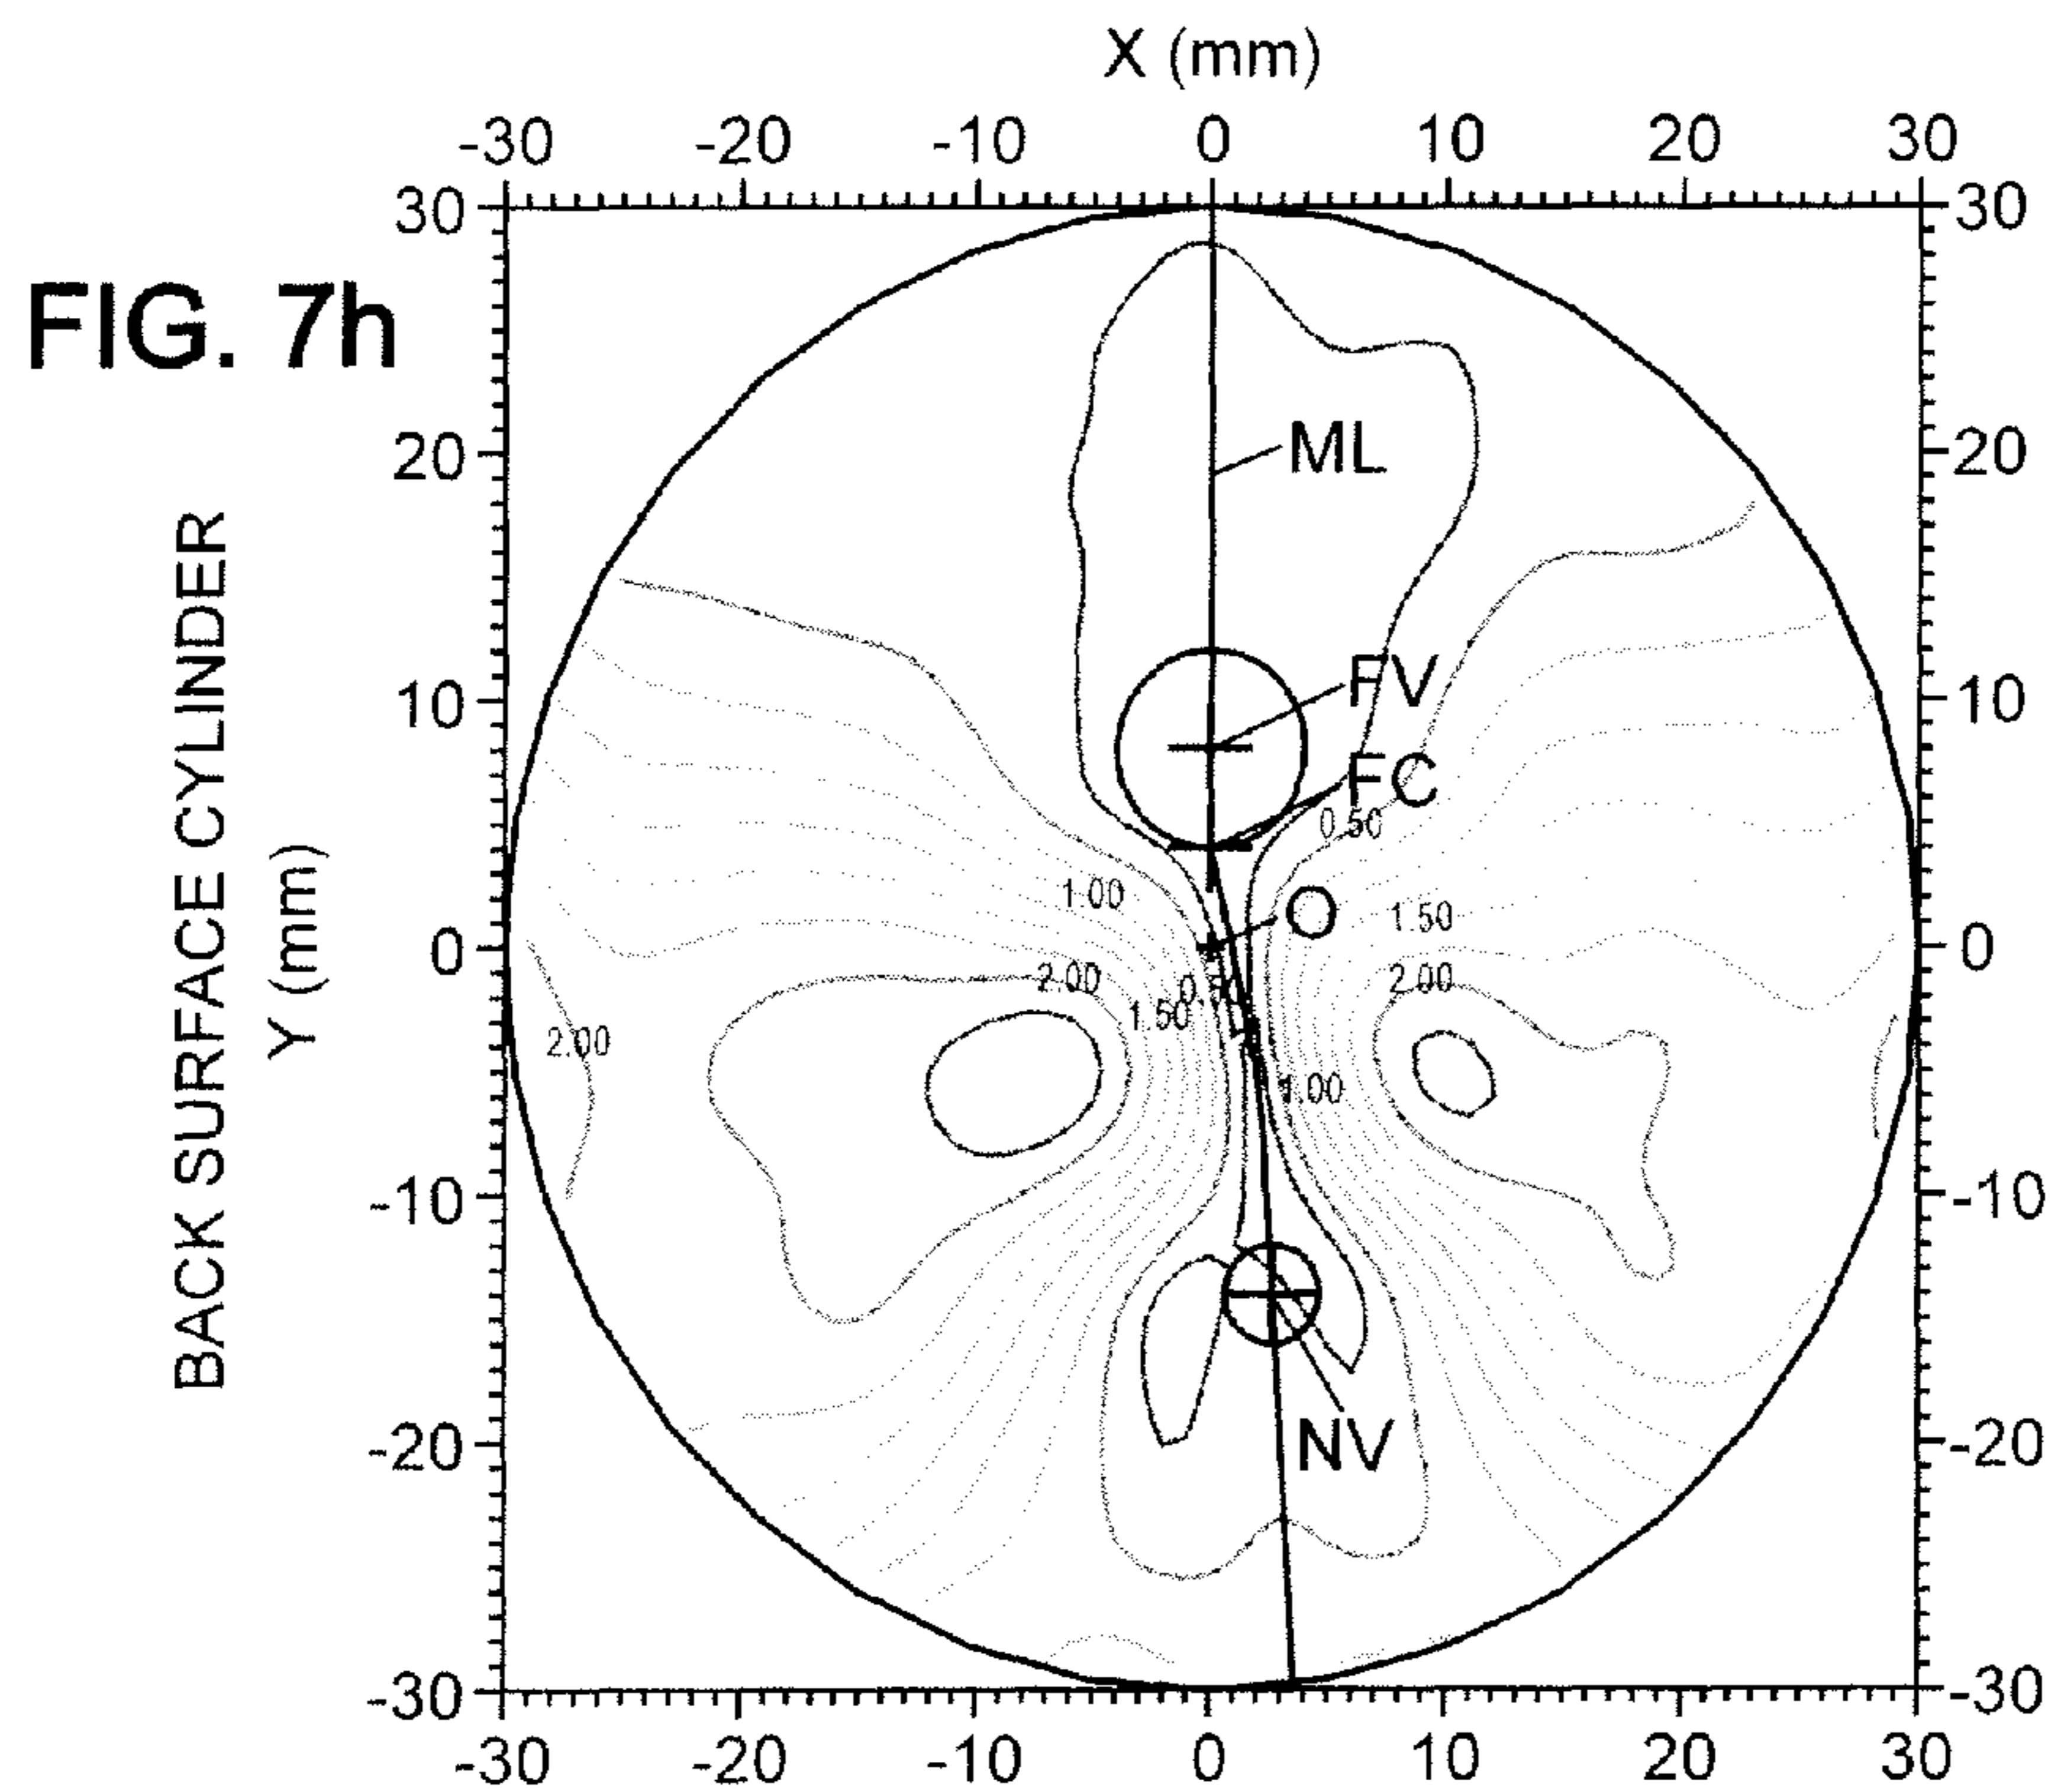 X (mm)
-30 -20 -10 0 10 20 30
30 30
FIG. 7h
20 ML 20
BACK SURFACE CYLINDER
Y (mm)
FV
10 10
FC
0.50
1.00
O 1.50
0 0
2.00 2.00
1.50
2.00
1.00
-10 -10
NV
-20 -20
-30 -30
-30 -20 -10 0 10 20 30